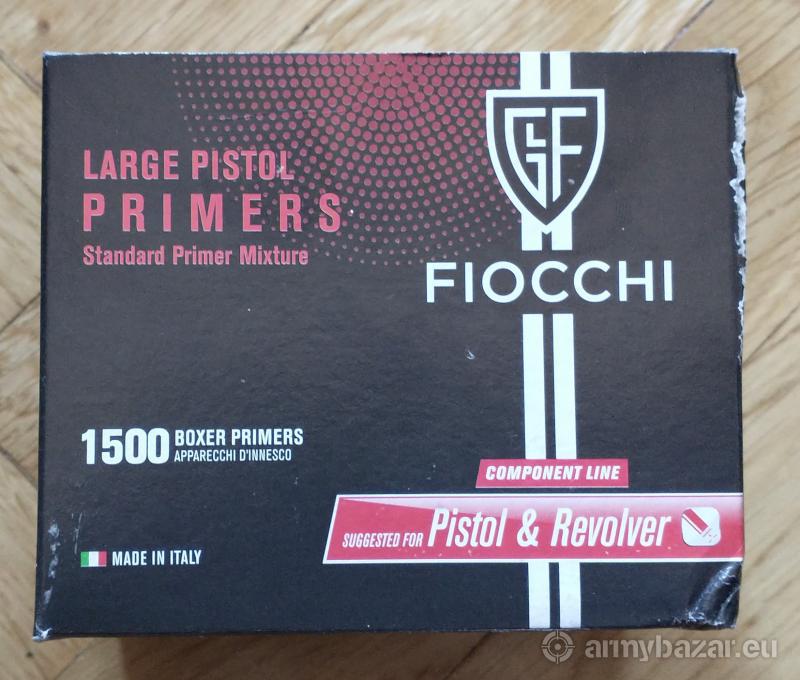 LARGE PISTOL
PRIMERS
Standard Primer Mixture
GF
FIOCCHI
1500 BOXER PRIMERS
APPARECCHI D'INNESCO
COMPONENT LINE
SUGGESTED FOR Pistol & Revolver
MADE IN ITALY
armybazar.eu